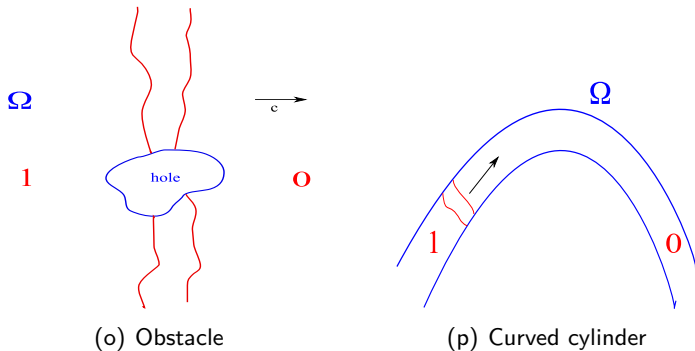 Ω
Ω
c
hole
1
O
1
0
(o) Obstacle
(p) Curved cylinder